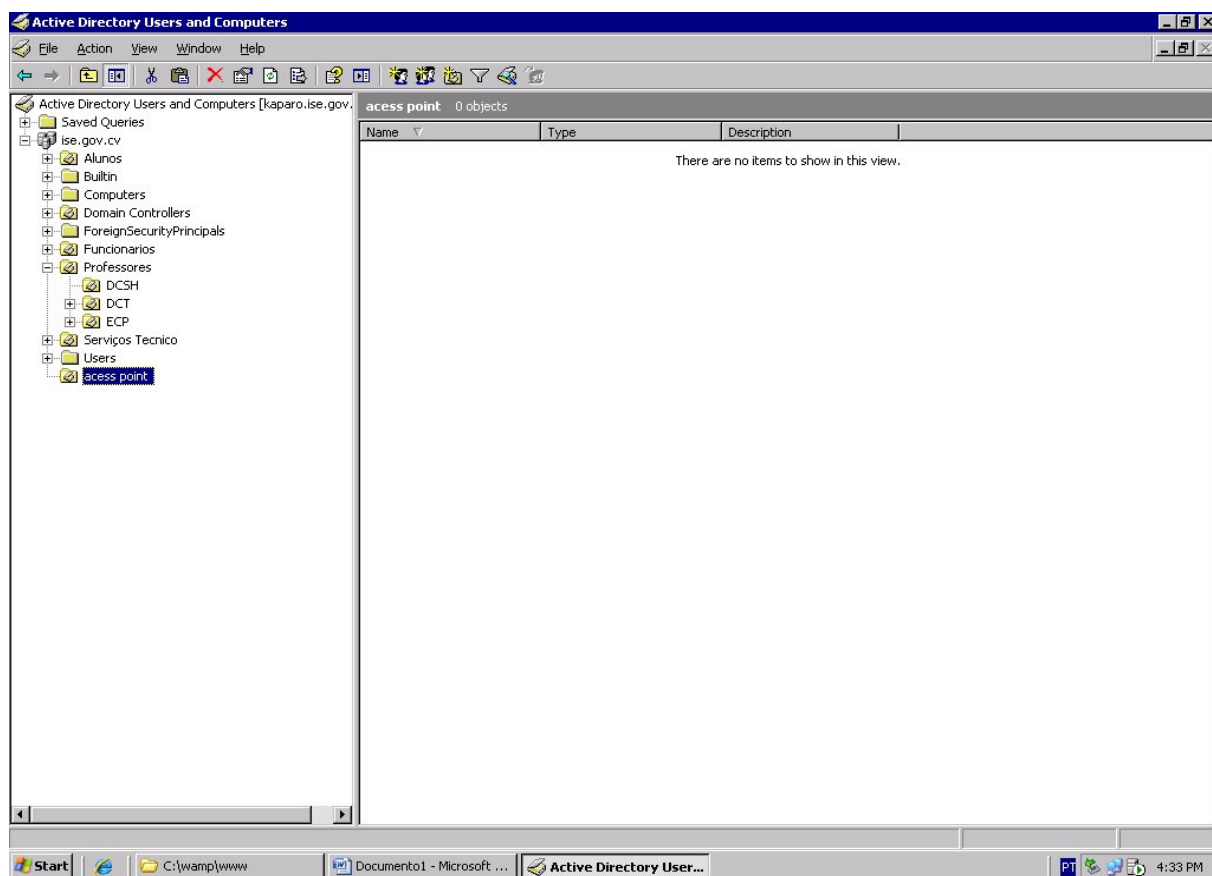 Active Directory Users and Computers
File Action View Window Help
Active Directory Users and Computers [kaparo.ise.gov.
Saved Queries
ise.gov.cv
Alunos
Builtin
Computers
Domain Controllers
ForeignSecurityPrincipals
Funcionarios
Professores
DCSH
DCT
ECP
Serviços Tecnico
Users
acess point
acess point 0 objects
Name Type Description
There are no items to show in this view.
Start C:\wamp\www Documento1 - Microsoft ... Active Directory User... PT 4:33 PM